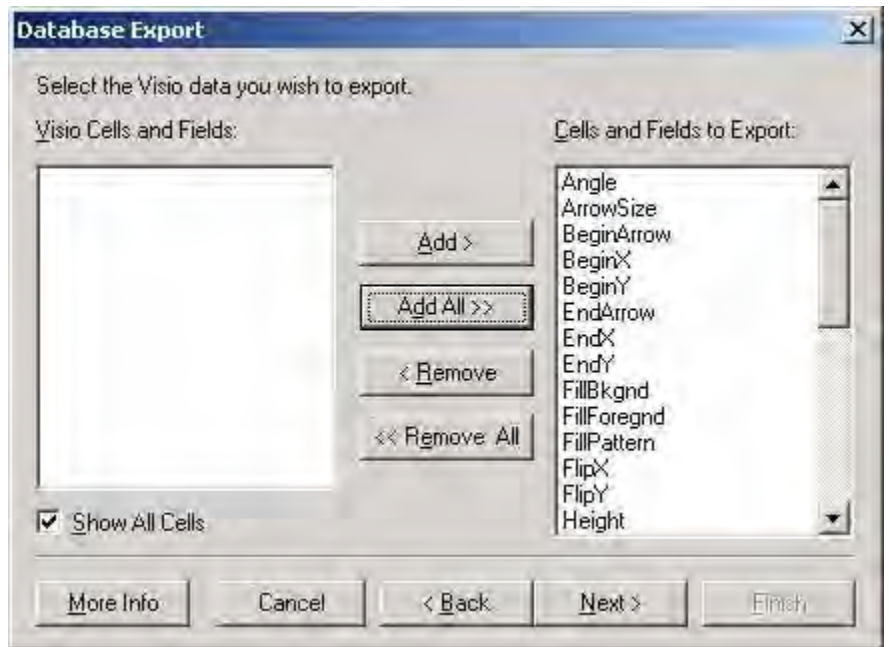 Database Export
Select the Visio data you wish to export.
Visio Cells and Fields:
Cells and Fields to Export:
Angle
ArrowSize
BeginArrow
BeginX
BeginY
EndArrow
EndX
EndY
FillBkgnd
FillForegnd
FillPattern
FlipX
FlipY
Height
Add >
Add All >>
< Remove
<< Remove All
Show All Cells
More Info
Cancel
< Back
Next >
Finish